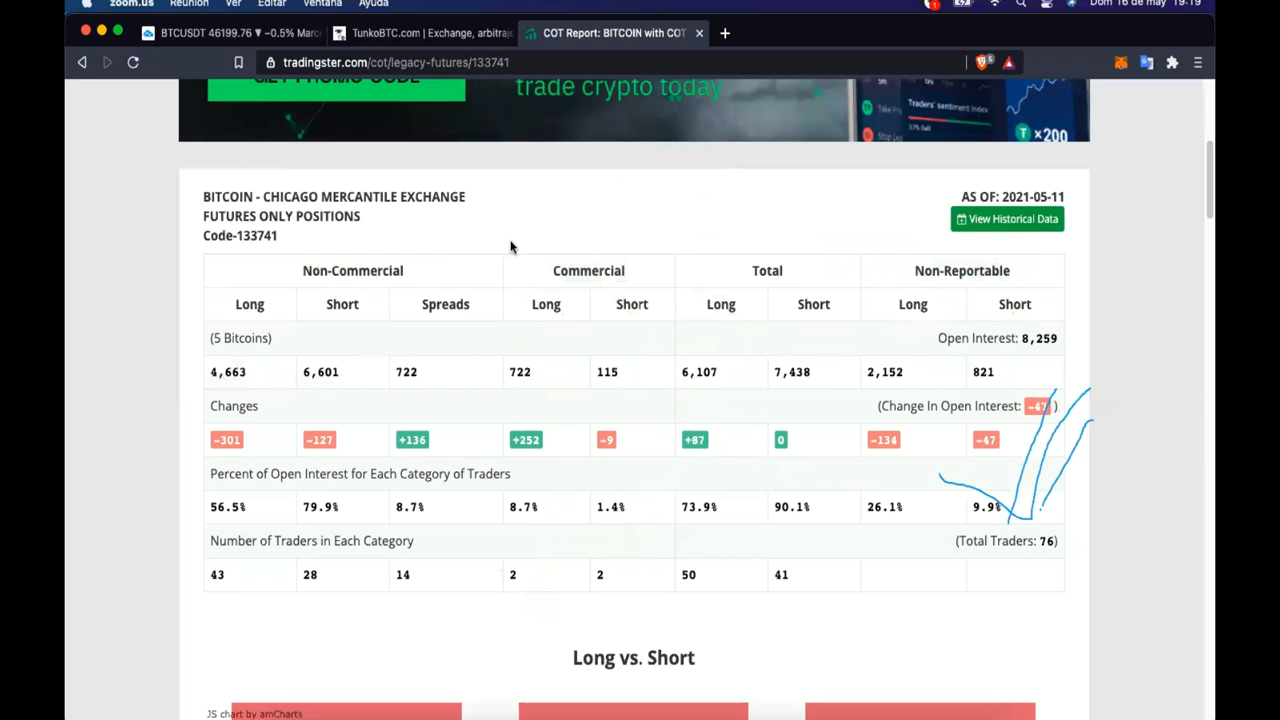 zoom.us Reunión Ver Editar Ventana Ayuda Dom 16 de may 19:19
BTCUSDT 46199.76 ▼ −0.5% Marc TunkoBTC.com | Exchange, arbitraje COT Report: BITCOIN with COT
tradingster.com/cot/legacy-futures/133741
GET PROMO CODE
trade crypto today
Traders' sentiment index
×200
BITCOIN - CHICAGO MERCANTILE EXCHANGE
FUTURES ONLY POSITIONS
Code-133741
AS OF: 2021-05-11
View Historical Data
Non-Commercial Commercial Total Non-Reportable
Long Short Spreads Long Short Long Short Long Short
(5 Bitcoins) Open Interest: 8,259
4,663 6,601 722 722 115 6,107 7,438 2,152 821
Changes (Change In Open Interest: -47 )
-301 -127 +136 +252 -9 +87 0 -134 -47
Percent of Open Interest for Each Category of Traders
56.5% 79.9% 8.7% 8.7% 1.4% 73.9% 90.1% 26.1% 9.9%
Number of Traders in Each Category (Total Traders: 76)
43 28 14 2 2 50 41
Long vs. Short
JS chart by amCharts